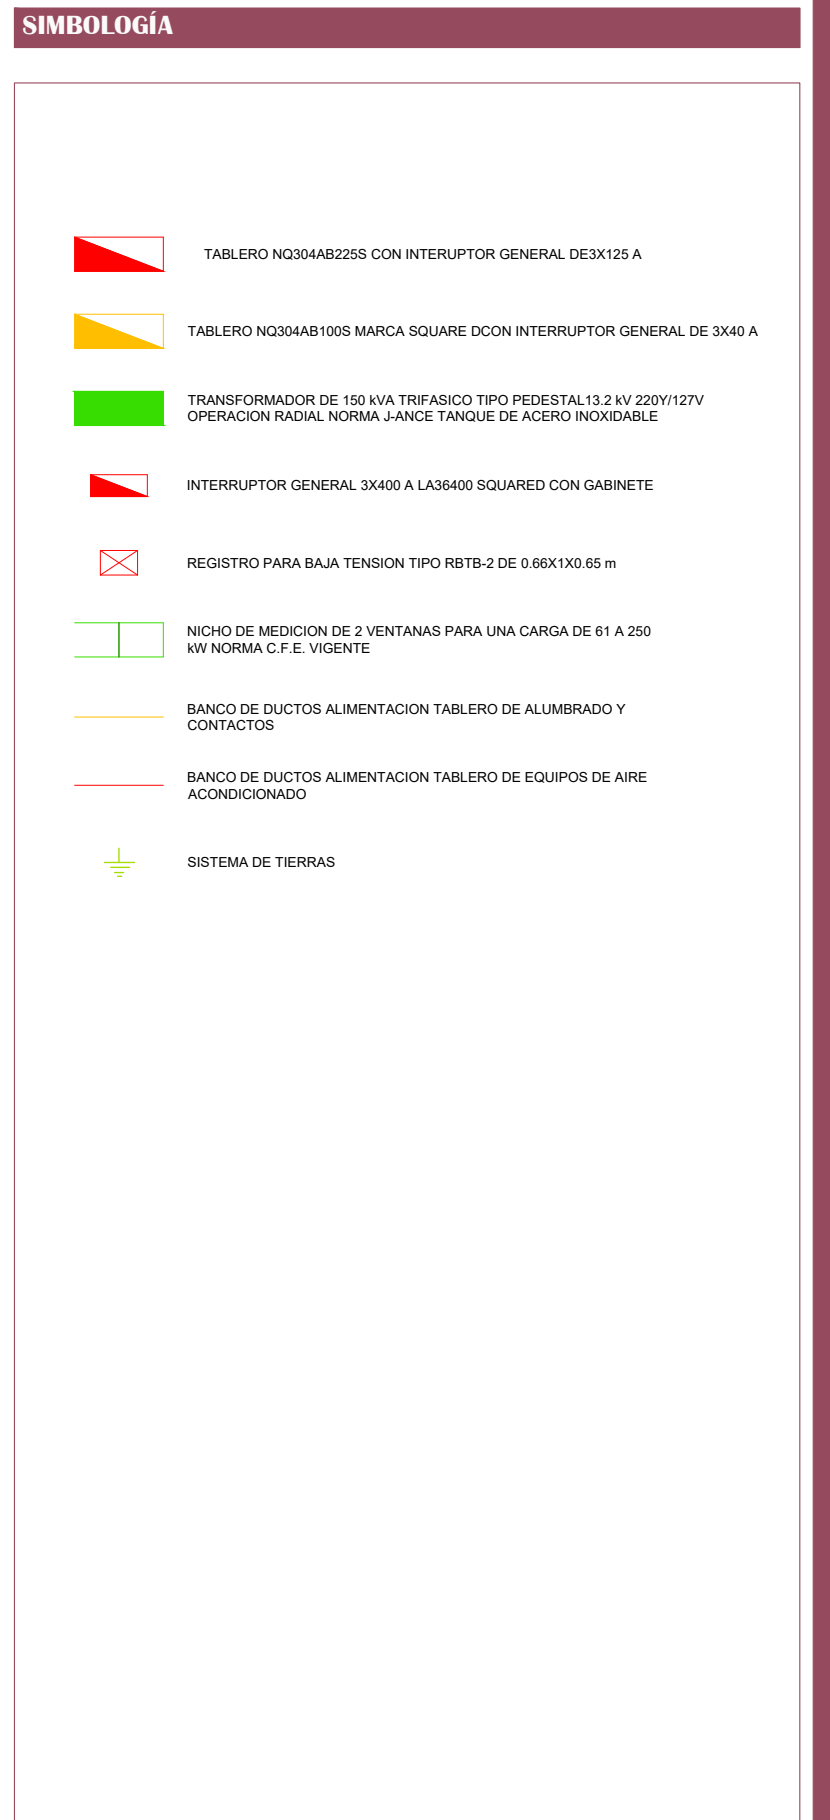 SIMBOLOGÍA
TABLERO NQ304AB225S CON INTERUPTOR GENERAL DE3X125 A
TABLERO NQ304AB100S MARCA SQUARE DCON INTERRUPTOR GENERAL DE 3X40 A
TRANSFORMADOR DE 150 kVA TRIFASICO TIPO PEDESTAL13.2 kV 220Y/127V
OPERACION RADIAL NORMA J-ANCE TANQUE DE ACERO INOXIDABLE
INTERRUPTOR GENERAL 3X400 A LA36400 SQUARED CON GABINETE
REGISTRO PARA BAJA TENSION TIPO RBTB-2 DE 0.66X1X0.65 m
NICHO DE MEDICION DE 2 VENTANAS PARA UNA CARGA DE 61 A 250
kW NORMA C.F.E. VIGENTE
BANCO DE DUCTOS ALIMENTACION TABLERO DE ALUMBRADO Y
CONTACTOS
BANCO DE DUCTOS ALIMENTACION TABLERO DE EQUIPOS DE AIRE
ACONDICIONADO
SISTEMA DE TIERRAS